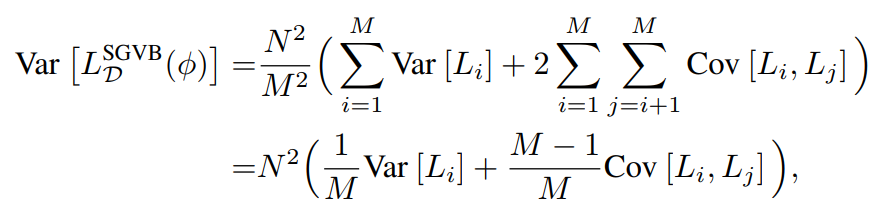 Var [L_𝒟^SGVB(ϕ)] = N²/M² ( ∑_{i=1}^{M} Var [L_i] + 2 ∑_{i=1}^{M} ∑_{j=i+1}^{M} Cov [L_i, L_j] )
= N² ( 1/M Var [L_i] + (M − 1)/M Cov [L_i, L_j] ),